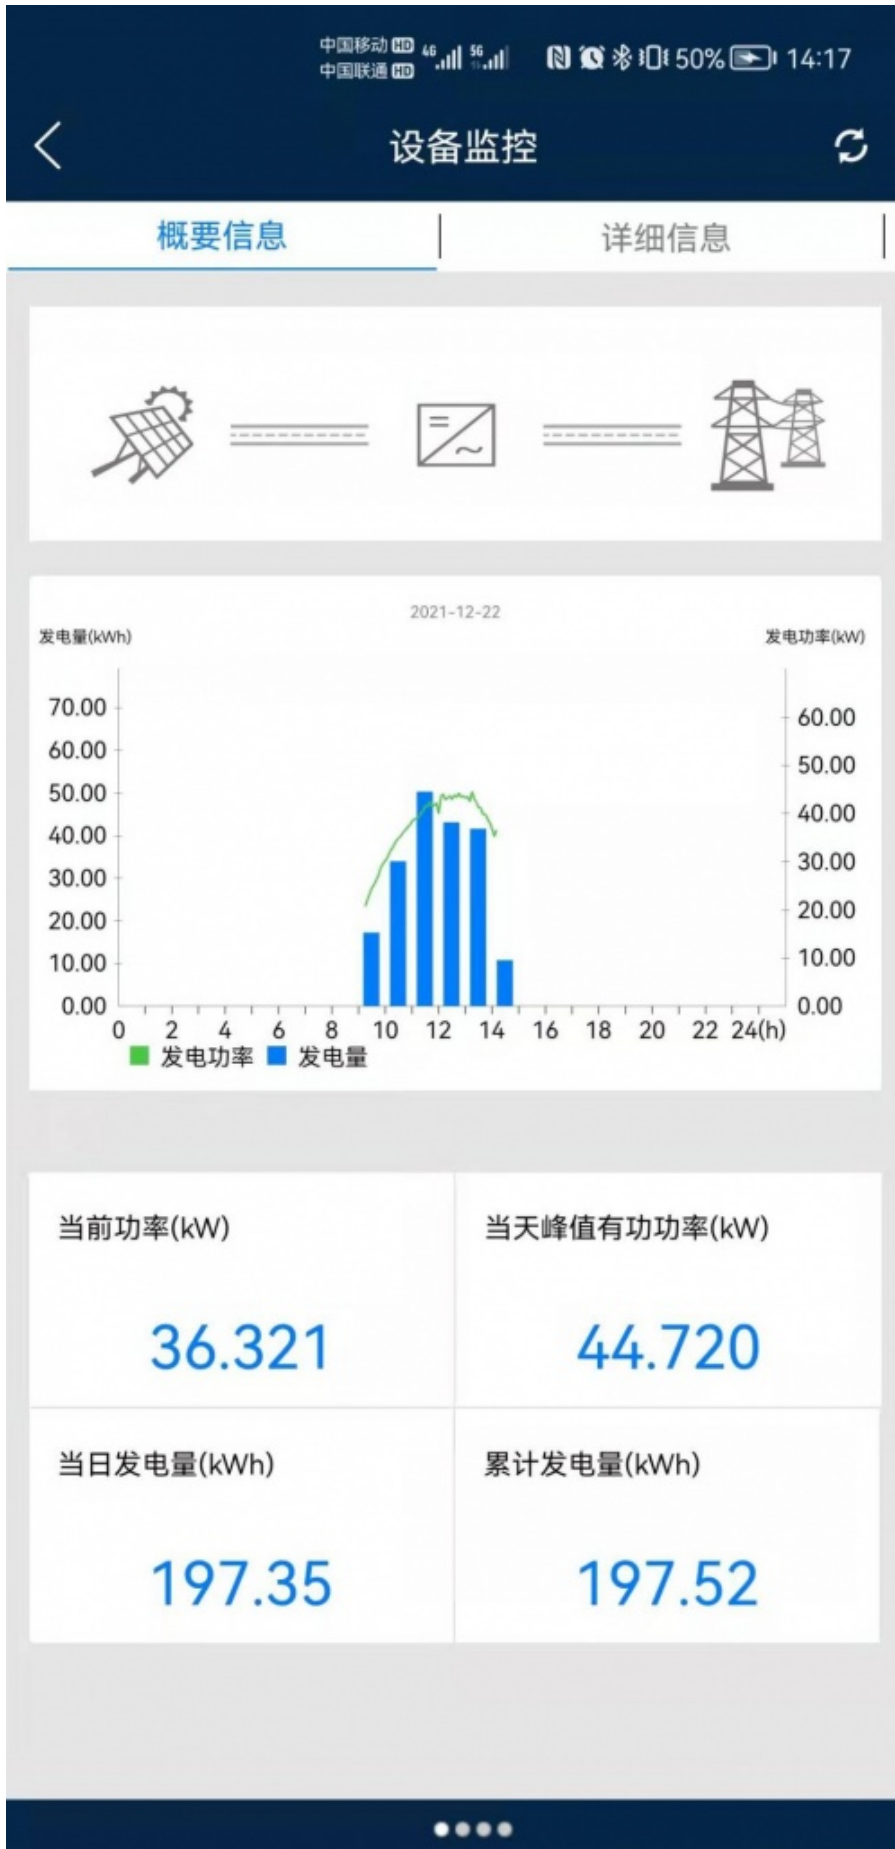 中国移动 HD 4G 5G 50% 14:17
中国联通 HD
设备监控
概要信息 详细信息
2021-12-22
发电量(kWh) 发电功率(kW)
70.00
60.00
60.00
50.00
50.00
40.00
40.00
30.00
30.00
20.00
20.00
10.00
10.00
0.00 0.00
0 2 4 6 8 10 12 14 16 18 20 22 24(h)
发电功率 发电量
当前功率(kW) 当天峰值有功功率(kW)
36.321 44.720
当日发电量(kWh) 累计发电量(kWh)
197.35 197.52